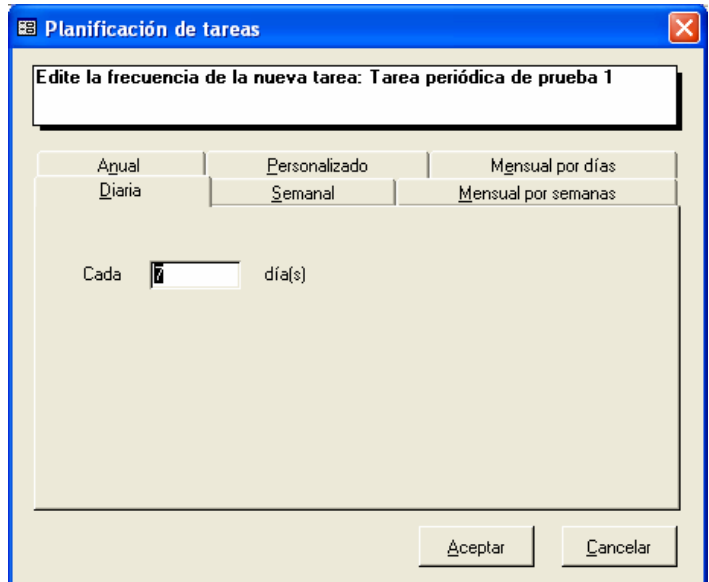 Planificación de tareas
Edite la frecuencia de la nueva tarea: Tarea periódica de prueba 1
Anual Personalizado Mensual por días
Diaria Semanal Mensual por semanas
Cada 7 día(s)
Aceptar Cancelar